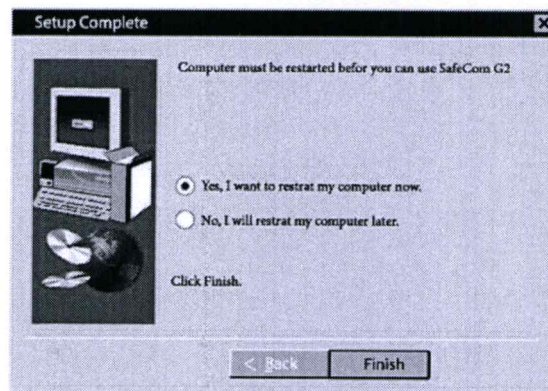 Setup Complete
Computer must be restarted befor you can use SafeCom G2
Yes, I want to restrat my computer now.
No, I will restrat my computer later.
Click Finish.
< Back
Finish